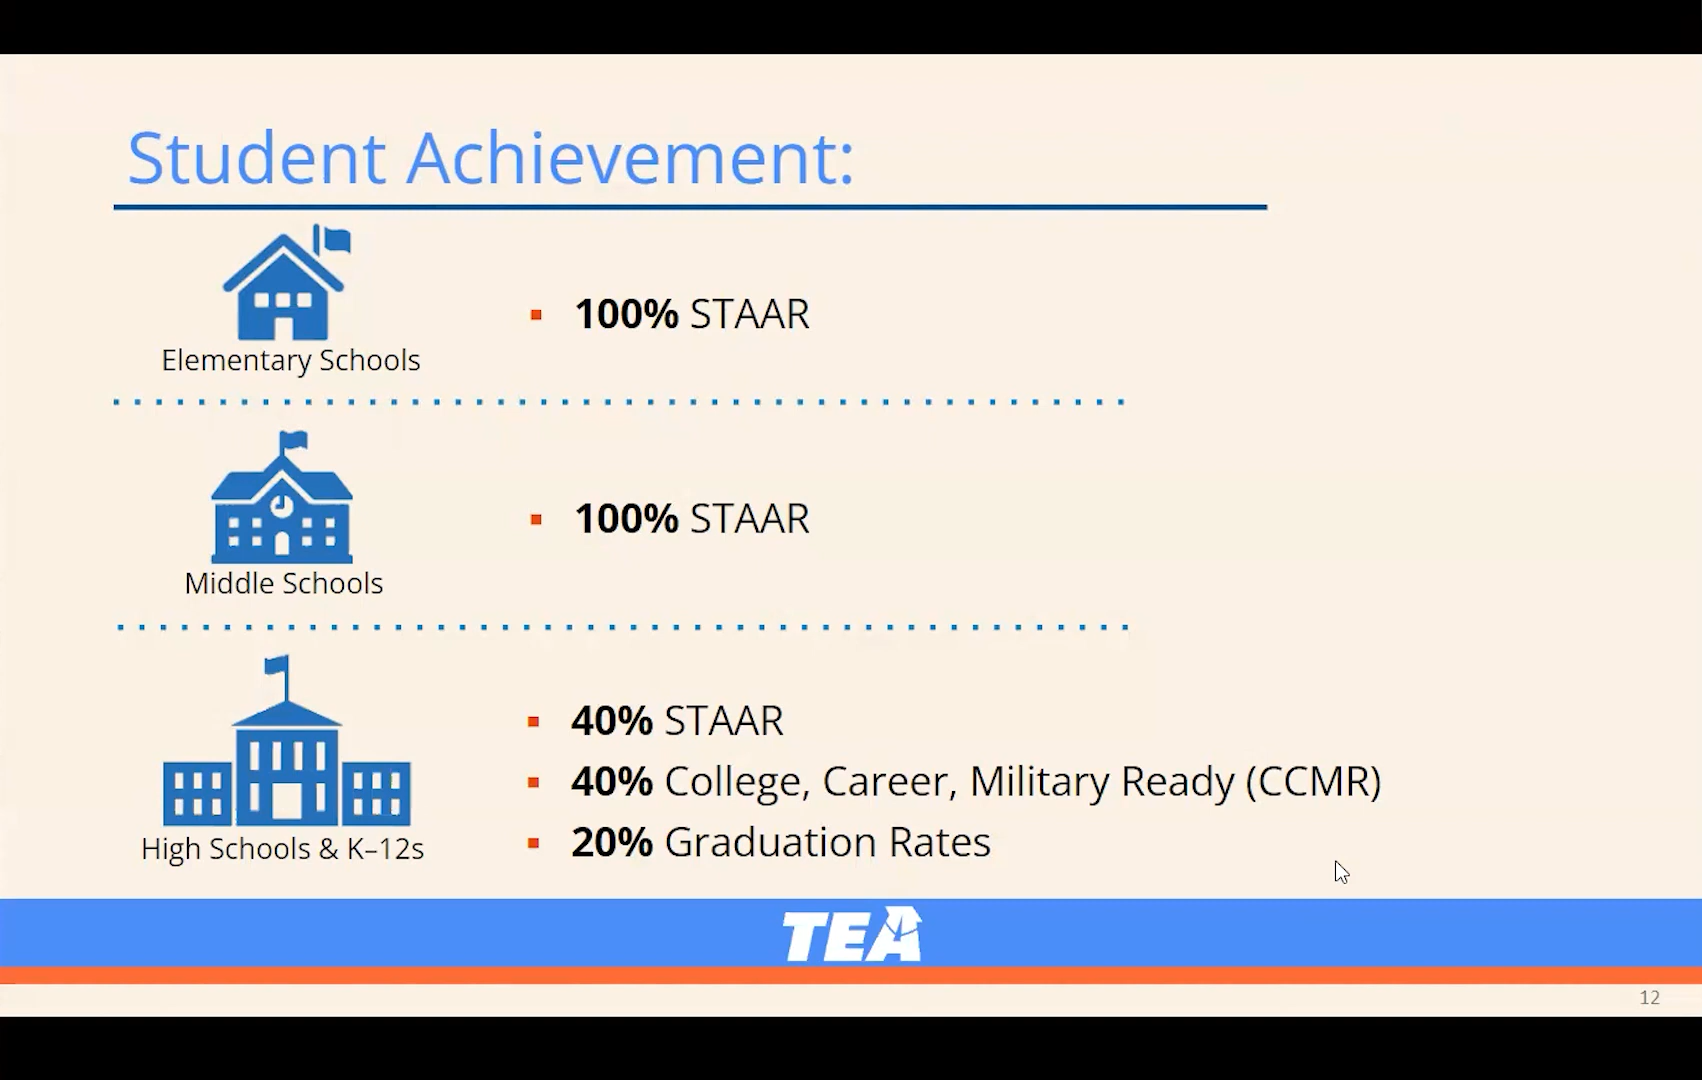 Student Achievement:
100% STAAR
Elementary Schools
100% STAAR
Middle Schools
40% STAAR
40% College, Career, Military Ready (CCMR)
20% Graduation Rates
High Schools & K–12s
TEA
12